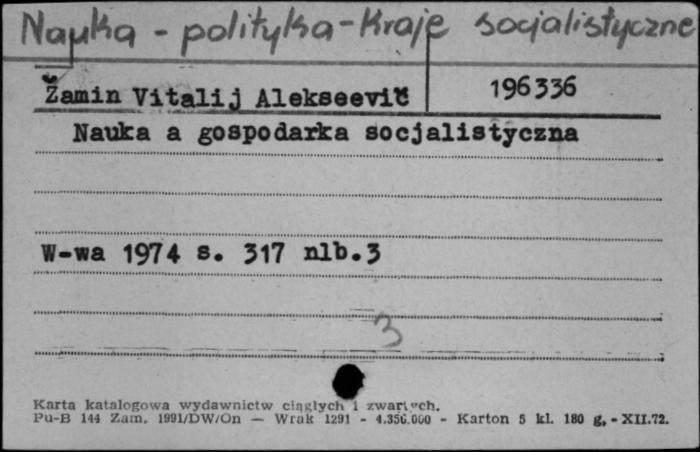 Nauka - polityka - Kraje socjalistyczne
Žamin Vitalij Alekseevič 196336
Nauka a gospodarka socjalistyczna
W-wa 1974 s. 317 nlb.3
3
Karta katalogowa wydawnictw ciągłych i zwartych.
Pu-B 144 Zam. 1991/DW/On — Wrak 1291 - 4.350.000 - Karton 5 kl. 180 g, - XII.72.